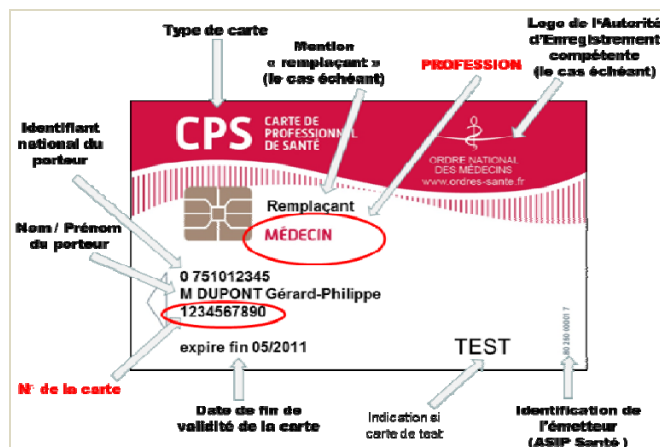 Type de carte
Mention
« remplaçant »
(le cas échéant)
PROFESSION
Logo de l'Autorité
d'Enregistrement
compétente
(le cas échéant)
Identifiant
national du
porteur
CPS
CARTE DE
PROFESSIONNEL
DE SANTÉ
ORDRE NATIONAL
DES MÉDECINS
www.ordres-sante.fr
Remplaçant
MÉDECIN
Nom / Prénom
du porteur
0 751012345
M DUPONT Gérard-Philippe
1234567890
expire fin 05/2011
TEST
N° de la carte
Date de fin de
validité de la carte
Indication si
carte de test
Identification de
l'émetteur
(ASIP Santé)